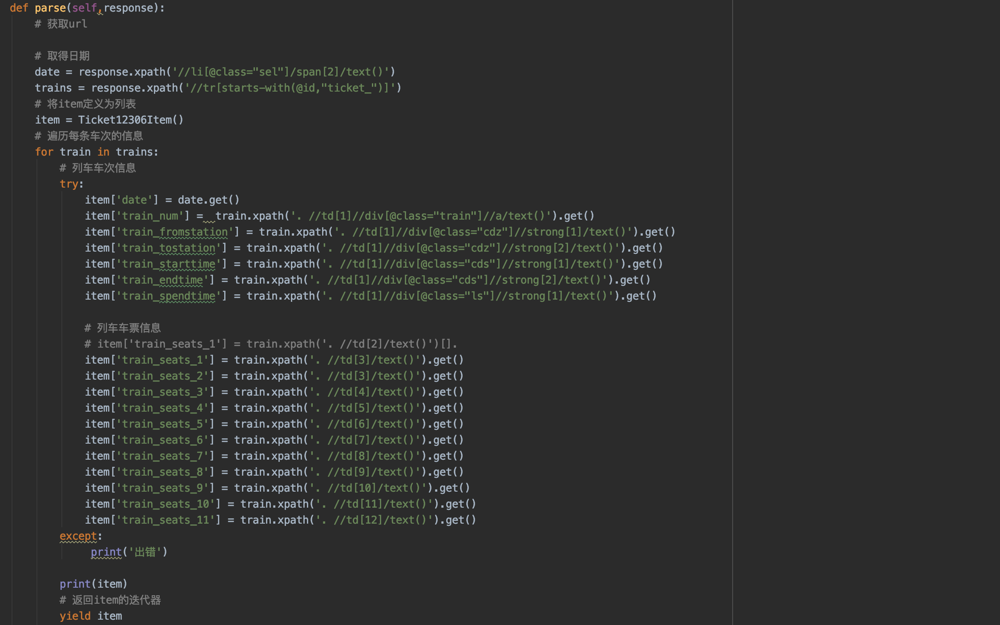 def parse(self,response):
# 获取url
# 取得日期
date = response.xpath('//li[@class="sel"]/span[2]/text()')
trains = response.xpath('//tr[starts-with(@id,"ticket_")]')
# 将item定义为列表
item = Ticket12306Item()
# 遍历每条车次的信息
for train in trains:
# 列车车次信息
try:
item['date'] = date.get()
item['train_num'] =  train.xpath('. //td[1]//div[@class="train"]//a/text()').get()
item['train_fromstation'] = train.xpath('. //td[1]//div[@class="cdz"]//strong[1]/text()').get()
item['train_tostation'] = train.xpath('. //td[1]//div[@class="cdz"]//strong[2]/text()').get()
item['train_starttime'] = train.xpath('. //td[1]//div[@class="cds"]//strong[1]/text()').get()
item['train_endtime'] = train.xpath('. //td[1]//div[@class="cds"]//strong[2]/text()').get()
item['train_spendtime'] = train.xpath('. //td[1]//div[@class="ls"]//strong[1]/text()').get()
# 列车车票信息
# item['train_seats_1'] = train.xpath('. //td[2]/text()')[].
item['train_seats_1'] = train.xpath('. //td[3]/text()').get()
item['train_seats_2'] = train.xpath('. //td[3]/text()').get()
item['train_seats_3'] = train.xpath('. //td[4]/text()').get()
item['train_seats_4'] = train.xpath('. //td[5]/text()').get()
item['train_seats_5'] = train.xpath('. //td[6]/text()').get()
item['train_seats_6'] = train.xpath('. //td[7]/text()').get()
item['train_seats_7'] = train.xpath('. //td[8]/text()').get()
item['train_seats_8'] = train.xpath('. //td[9]/text()').get()
item['train_seats_9'] = train.xpath('. //td[10]/text()').get()
item['train_seats_10'] = train.xpath('. //td[11]/text()').get()
item['train_seats_11'] = train.xpath('. //td[12]/text()').get()
except:
print('出错')
print(item)
# 返回item的迭代器
yield item